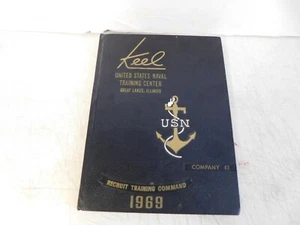 Keel
UNITED STATES NAVAL
TRAINING CENTER
GREAT LAKES, ILLINOIS
USN
COMPANY
RECRUIT TRAINING COMMAND
1969